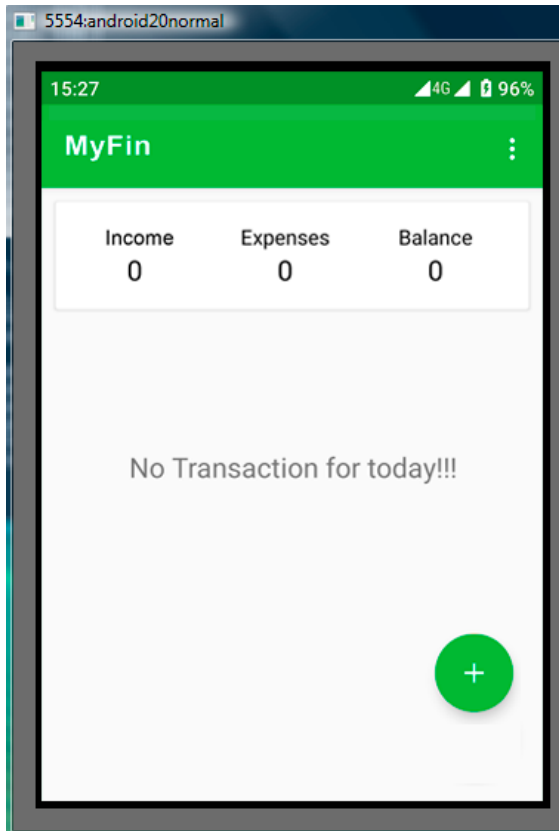 5554:android20normal
15:27 4G 96%
MyFin
Income Expenses Balance
0 0 0
No Transaction for today!!!
+